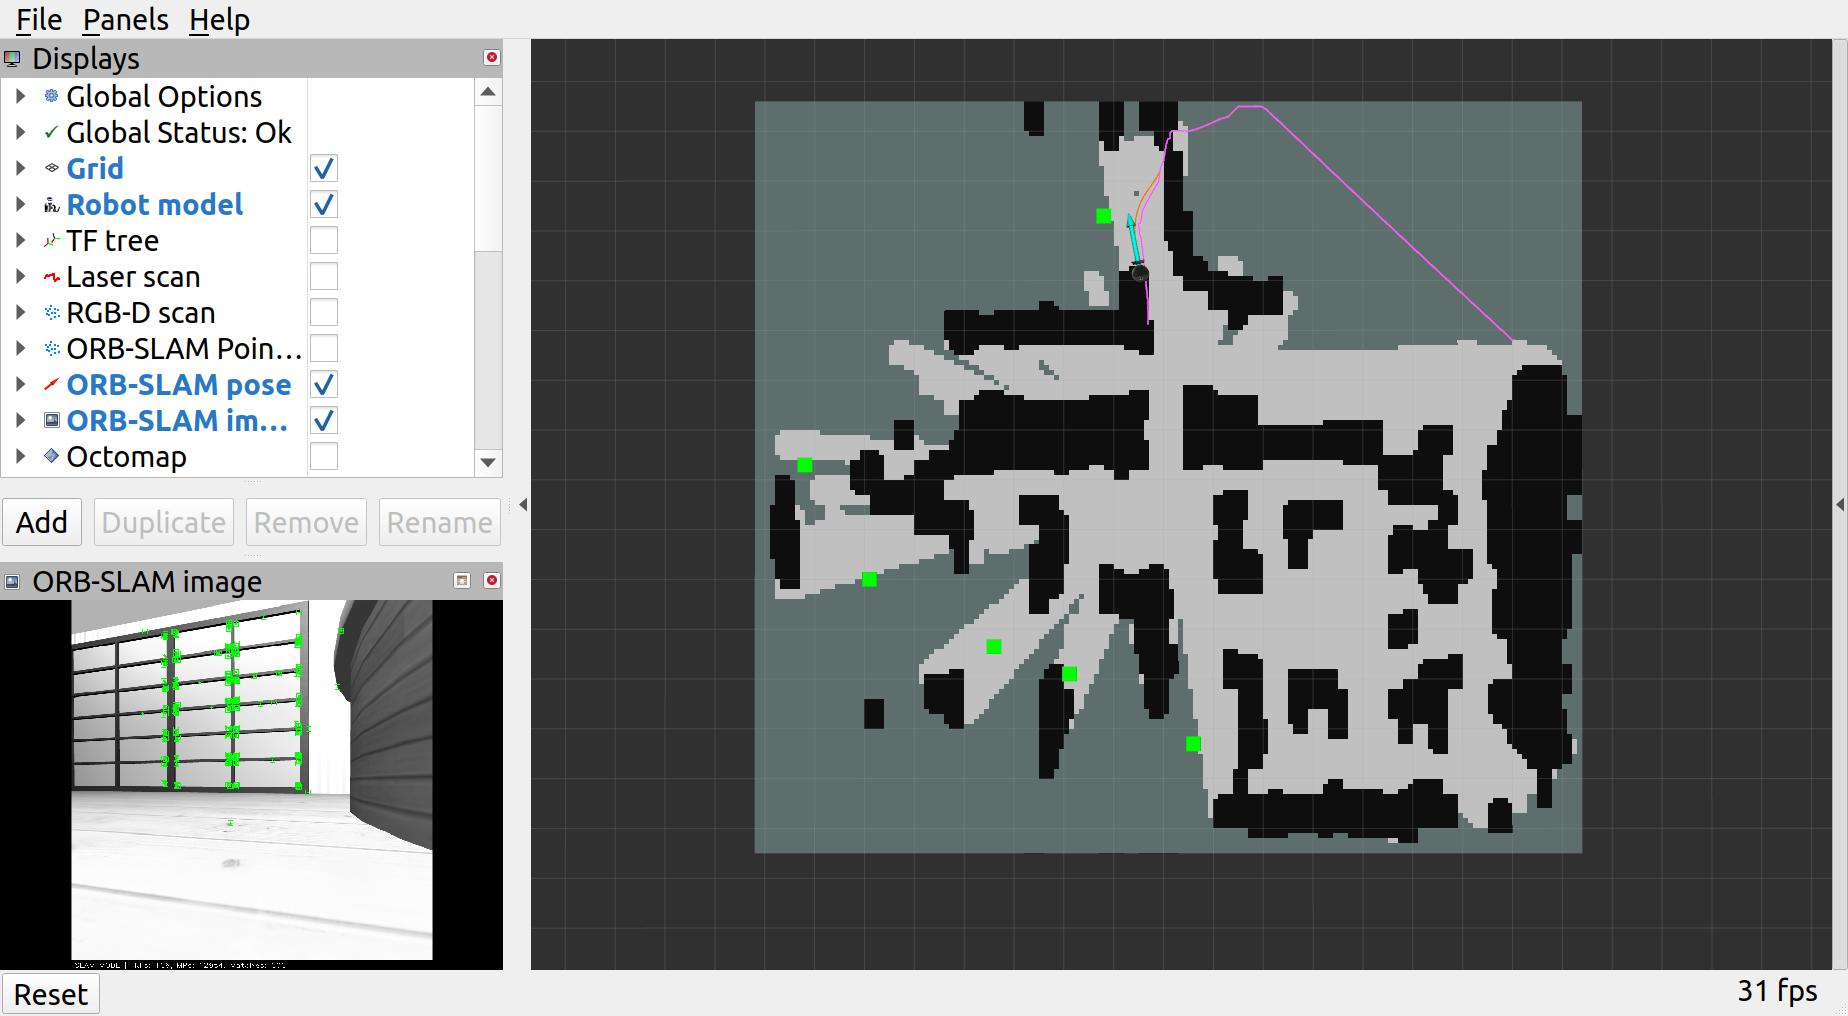 File Panels Help
Displays
Global Options
Global Status: Ok
Grid
Robot model
TF tree
Laser scan
RGB-D scan
ORB-SLAM Poin...
ORB-SLAM pose
ORB-SLAM im...
Octomap
Add Duplicate Remove Rename
ORB-SLAM image
SLAM MODE |
Reset
31 fps